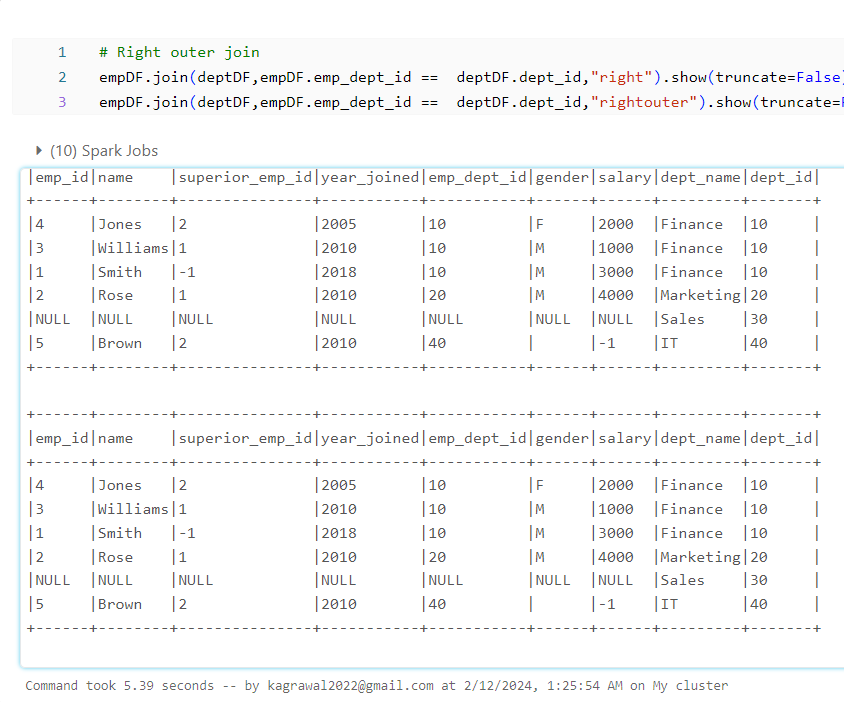 1 # Right outer join
2 empDF.join(deptDF,empDF.emp_dept_id ==  deptDF.dept_id,"right").show(truncate=False)
3 empDF.join(deptDF,empDF.emp_dept_id ==  deptDF.dept_id,"rightouter").show(truncate=F
(10) Spark Jobs
|emp_id|name    |superior_emp_id|year_joined|emp_dept_id|gender|salary|dept_name|dept_id|
+------+--------+---------------+-----------+-----------+------+------+---------+-------+
|4     |Jones   |2              |2005       |10         |F     |2000  |Finance  |10     |
|3     |Williams|1              |2010       |10         |M     |1000  |Finance  |10     |
|1     |Smith   |-1             |2018       |10         |M     |3000  |Finance  |10     |
|2     |Rose    |1              |2010       |20         |M     |4000  |Marketing|20     |
|NULL  |NULL    |NULL           |NULL       |NULL       |NULL  |NULL  |Sales    |30     |
|5     |Brown   |2              |2010       |40         |      |-1    |IT       |40     |
+------+--------+---------------+-----------+-----------+------+------+---------+-------+
+------+--------+---------------+-----------+-----------+------+------+---------+-------+
|emp_id|name    |superior_emp_id|year_joined|emp_dept_id|gender|salary|dept_name|dept_id|
+------+--------+---------------+-----------+-----------+------+------+---------+-------+
|4     |Jones   |2              |2005       |10         |F     |2000  |Finance  |10     |
|3     |Williams|1              |2010       |10         |M     |1000  |Finance  |10     |
|1     |Smith   |-1             |2018       |10         |M     |3000  |Finance  |10     |
|2     |Rose    |1              |2010       |20         |M     |4000  |Marketing|20     |
|NULL  |NULL    |NULL           |NULL       |NULL       |NULL  |NULL  |Sales    |30     |
|5     |Brown   |2              |2010       |40         |      |-1    |IT       |40     |
+------+--------+---------------+-----------+-----------+------+------+---------+-------+
Command took 5.39 seconds -- by kagrawal2022@gmail.com at 2/12/2024, 1:25:54 AM on My cluster